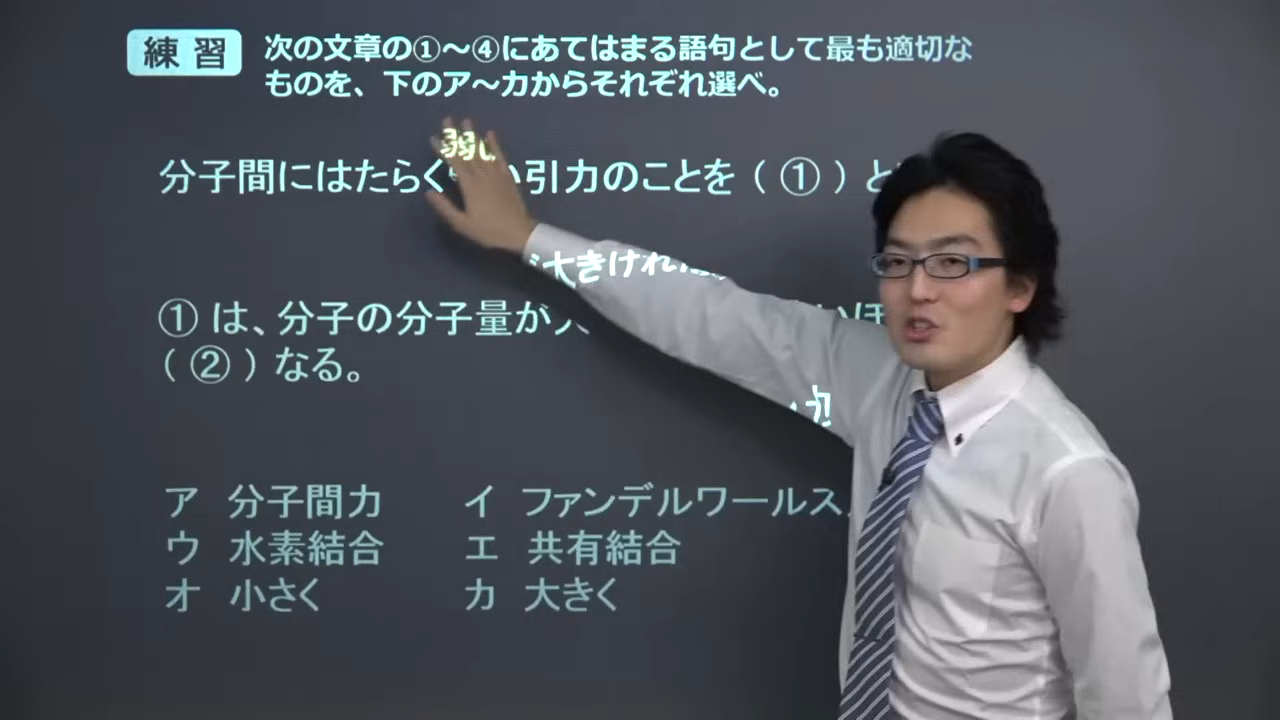 練習
次の文章の①～④にあてはまる語句として最も適切な
ものを、下のア～カからそれぞれ選べ。
弱い
分子間にはたらく い引力のことを（ ① ）と
大きければ
① は、分子の分子量が いほ
（ ② ）なる。
カ
ア 分子間力 イ ファンデルワールス
ウ 水素結合 エ 共有結合
オ 小さく カ 大きく